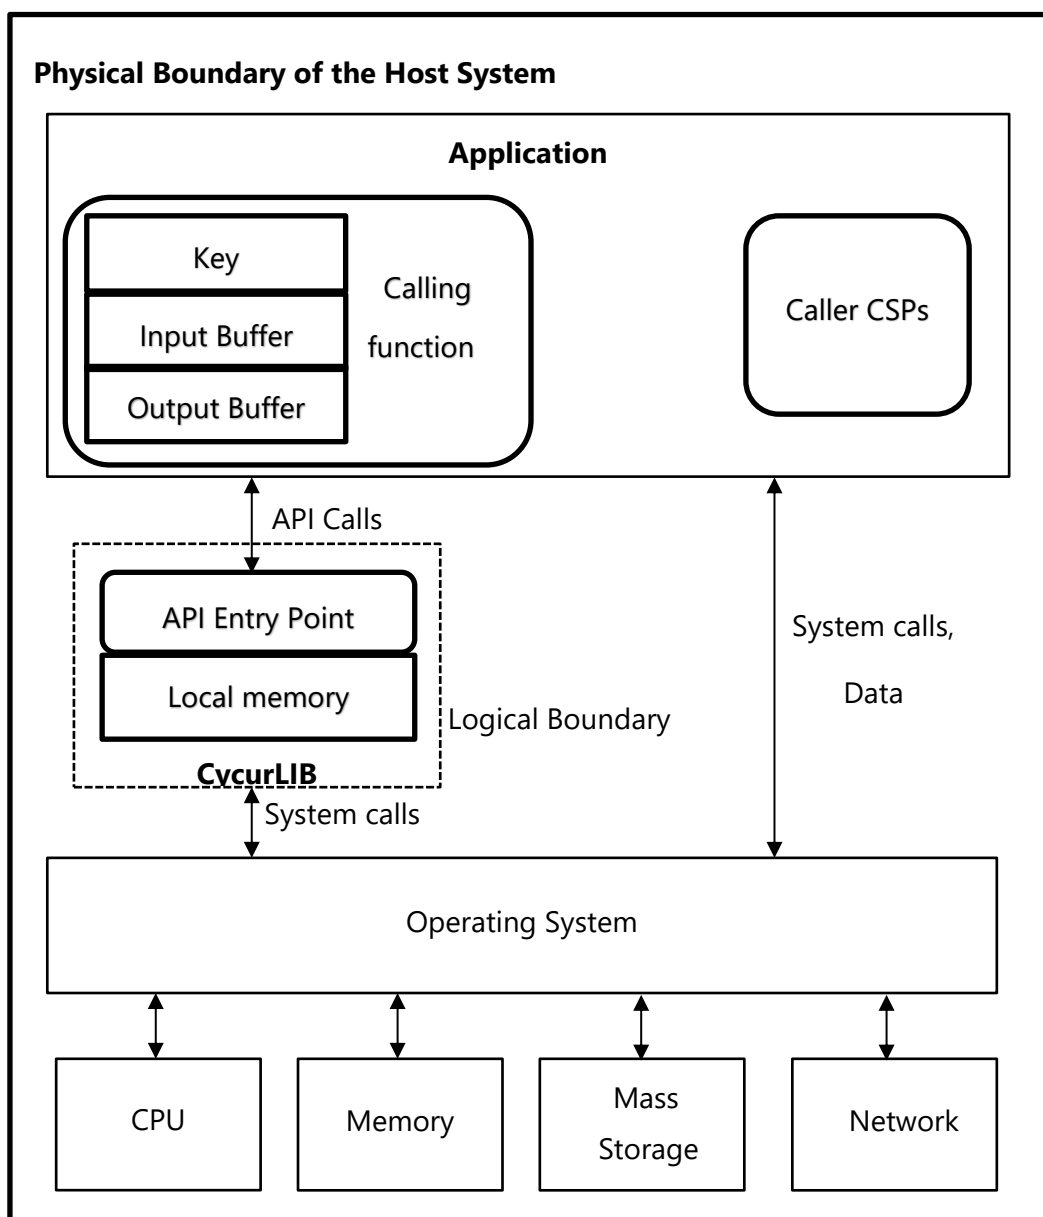 Physical Boundary of the Host System
Application
Key
Input Buffer
Output Buffer
Calling
function
Caller CSPs
API Calls
API Entry Point
Local memory
CycurLIB
Logical Boundary
System calls,
Data
System calls
Operating System
CPU
Memory
Mass
Storage
Network